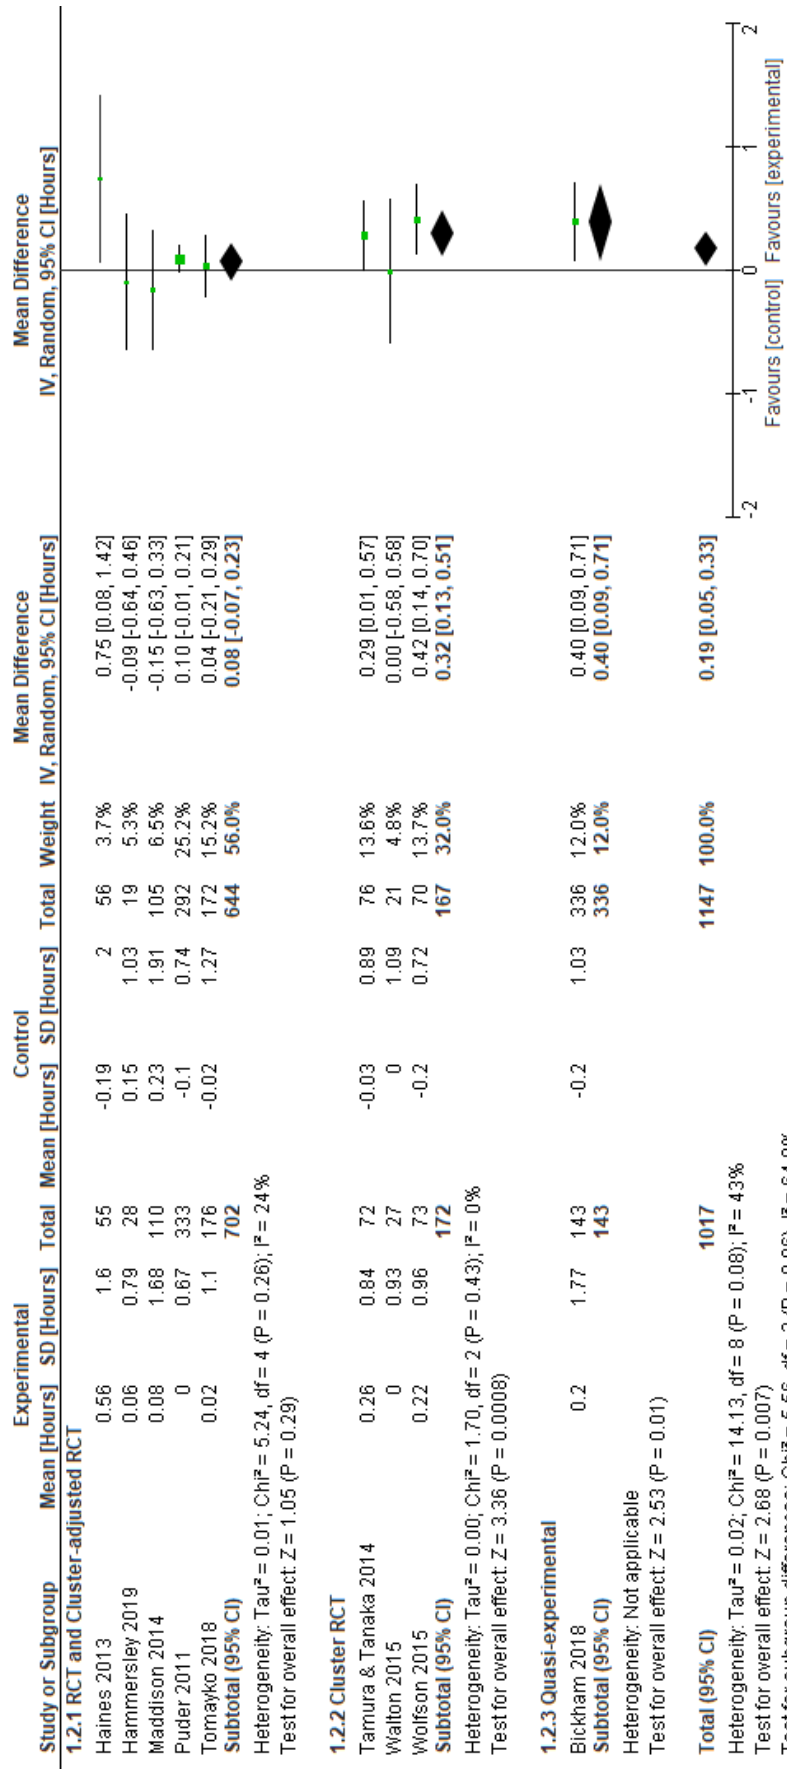 Experimental Control Mean Difference Mean Difference
Study or Subgroup Mean [Hours] SD [Hours] Total Mean [Hours] SD [Hours] Total Weight IV, Random, 95% CI [Hours] IV, Random, 95% CI [Hours]
1.2.1 RCT and Cluster-adjusted RCT
Haines 2013 0.56 1.6 55 -0.19 2 56 3.7% 0.75 [0.08, 1.42]
Hammersley 2019 0.06 0.79 28 0.15 1.03 19 5.3% -0.09 [-0.64, 0.46]
Maddison 2014 0.08 1.68 110 0.23 1.91 105 6.5% -0.15 [-0.63, 0.33]
Puder 2011 0 0.67 333 -0.1 0.74 292 25.2% 0.10 [-0.01, 0.21]
Tomayko 2018 0.02 1.1 176 -0.02 1.27 172 15.2% 0.04 [-0.21, 0.29]
Subtotal (95% CI) 702 644 56.0% 0.08 [-0.07, 0.23]
Heterogeneity: Tau² = 0.01; Chi² = 5.24, df = 4 (P = 0.26); I² = 24%
Test for overall effect: Z = 1.05 (P = 0.29)
1.2.2 Cluster RCT
Tamura & Tanaka 2014 0.26 0.84 72 -0.03 0.89 76 13.6% 0.29 [0.01, 0.57]
Walton 2015 0 0.93 27 0 1.09 21 4.8% 0.00 [-0.58, 0.58]
Wolfson 2015 0.22 0.96 73 -0.2 0.72 70 13.7% 0.42 [0.14, 0.70]
Subtotal (95% CI) 172 167 32.0% 0.32 [0.13, 0.51]
Heterogeneity: Tau² = 0.00; Chi² = 1.70, df = 2 (P = 0.43); I² = 0%
Test for overall effect: Z = 3.36 (P = 0.0008)
1.2.3 Quasi-experimental
Bickham 2018 0.2 1.77 143 -0.2 1.03 336 12.0% 0.40 [0.09, 0.71]
Subtotal (95% CI) 143 336 12.0% 0.40 [0.09, 0.71]
Heterogeneity: Not applicable
Test for overall effect: Z = 2.53 (P = 0.01)
Total (95% CI) 1017 1147 100.0% 0.19 [0.05, 0.33]
Heterogeneity: Tau² = 0.02; Chi² = 14.13, df = 8 (P = 0.08); I² = 43%
Test for overall effect: Z = 2.68 (P = 0.007)
Test for subgroup differences: Chi² = 5.56, df = 2 (P = 0.06), I² = 64.0%
-2 -1 0 1 2
Favours [control] Favours [experimental]